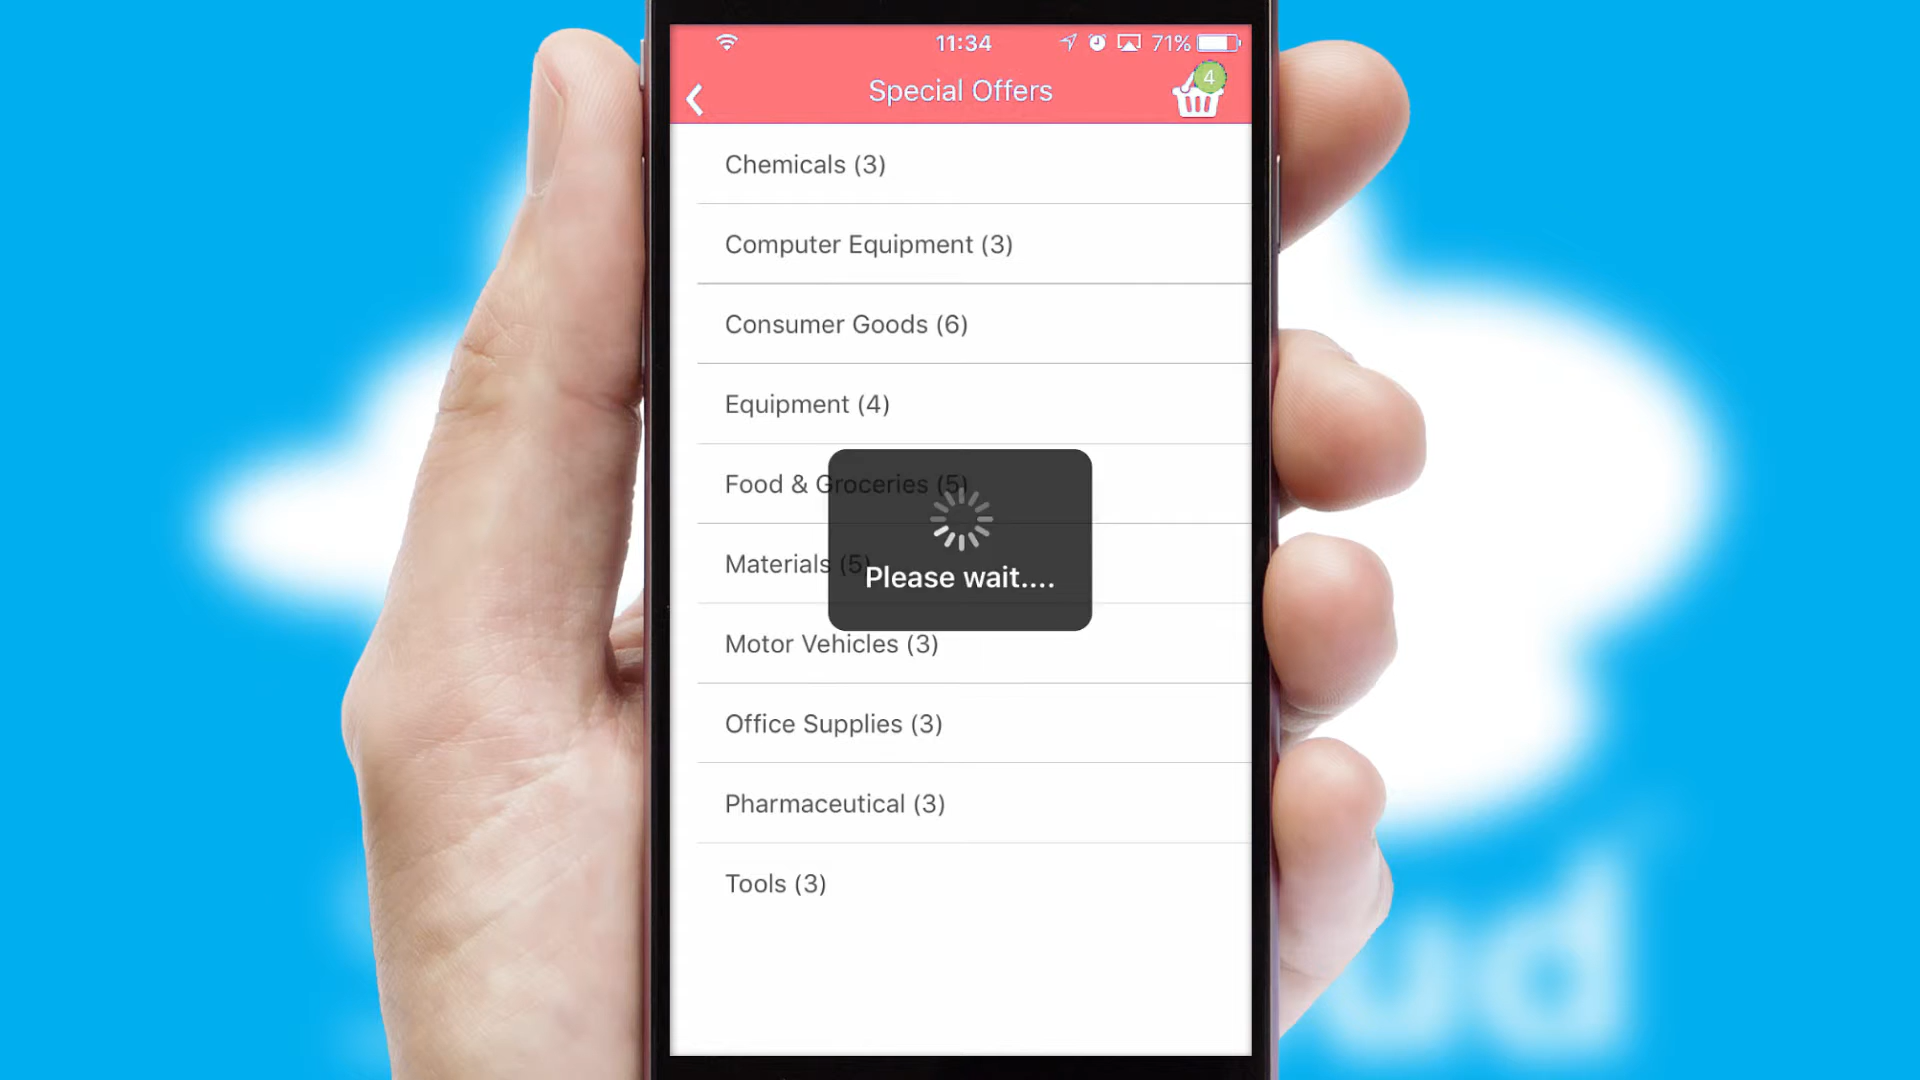 11:34
71%
Special Offers
4
Chemicals (3)
Computer Equipment (3)
Consumer Goods (6)
Equipment (4)
Food & Groceries (5)
Materials (5)
Please wait....
Motor Vehicles (3)
Office Supplies (3)
Pharmaceutical (3)
Tools (3)
ud